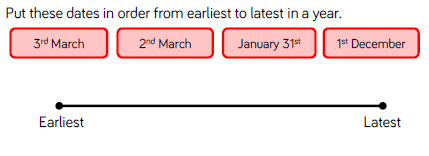 Put these dates in order from earliest to latest in a year.
3rd March 2nd March January 31st 1st December
Earliest Latest